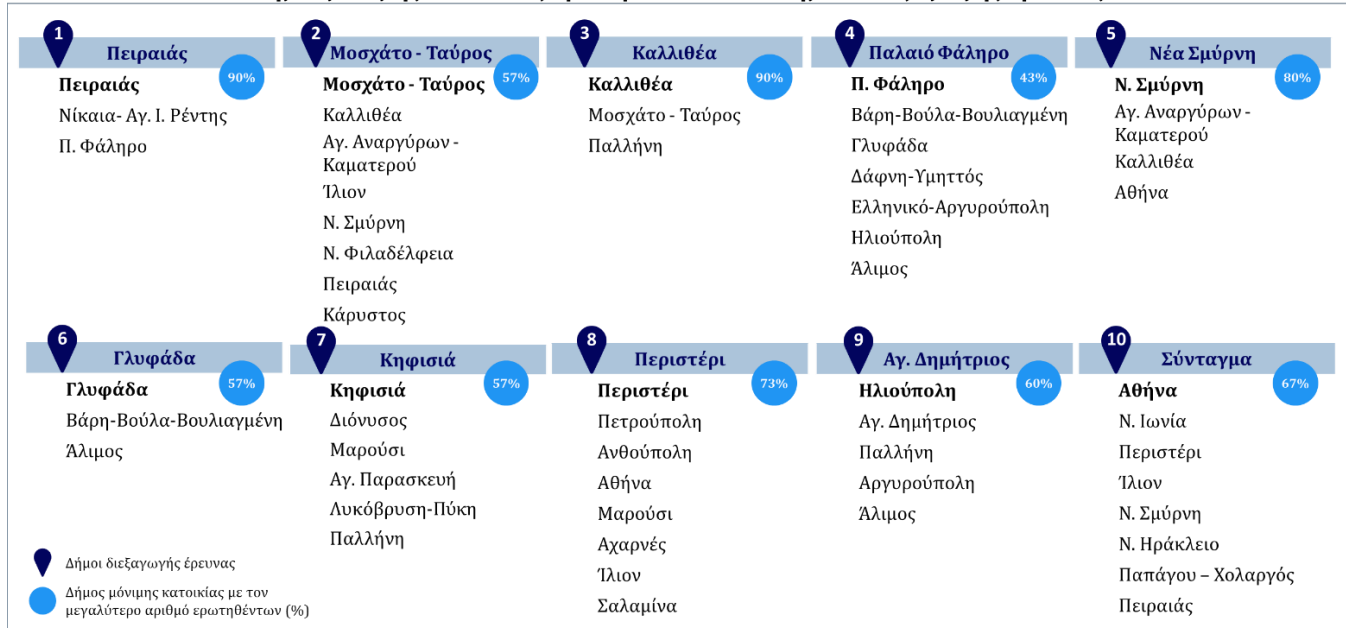 1
Πειραιάς
90%
Πειραιάς
Νίκαια- Αγ. Ι. Ρέντης
Π. Φάληρο
2
Μοσχάτο - Ταύρος
57%
Μοσχάτο - Ταύρος
Καλλιθέα
Αγ. Αναργύρων -
Καματερού
Ίλιον
Ν. Σμύρνη
Ν. Φιλαδέλφεια
Πειραιάς
Κάρυστος
3
Καλλιθέα
90%
Καλλιθέα
Μοσχάτο - Ταύρος
Παλλήνη
4
Παλαιό Φάληρο
43%
Π. Φάληρο
Βάρη-Βούλα-Βουλιαγμένη
Γλυφάδα
Δάφνη-Υμηττός
Ελληνικό-Αργυρούπολη
Ηλιούπολη
Άλιμος
5
Νέα Σμύρνη
80%
Ν. Σμύρνη
Αγ. Αναργύρων -
Καματερού
Καλλιθέα
Αθήνα
6
Γλυφάδα
57%
Γλυφάδα
Βάρη-Βούλα-Βουλιαγμένη
Άλιμος
7
Κηφισιά
57%
Κηφισιά
Διόνυσος
Μαρούσι
Αγ. Παρασκευή
Λυκόβρυση-Πύκη
Παλλήνη
8
Περιστέρι
73%
Περιστέρι
Πετρούπολη
Ανθούπολη
Αθήνα
Μαρούσι
Αχαρνές
Ίλιον
Σαλαμίνα
9
Αγ. Δημήτριος
60%
Ηλιούπολη
Αγ. Δημήτριος
Παλλήνη
Αργυρούπολη
Άλιμος
10
Σύνταγμα
67%
Αθήνα
Ν. Ιωνία
Περιστέρι
Ίλιον
Ν. Σμύρνη
Ν. Ηράκλειο
Παπάγου – Χολαργός
Πειραιάς
Δήμοι διεξαγωγής έρευνας
Δήμος μόνιμης κατοικίας με τον
μεγαλύτερο αριθμό ερωτηθέντων (%)